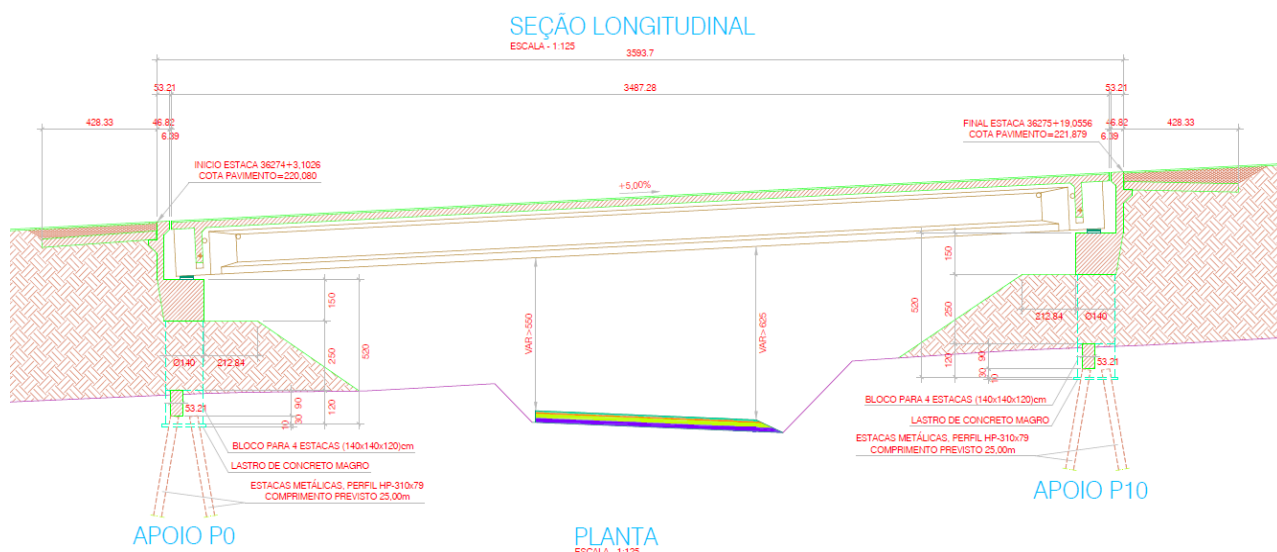 SEÇÃO LONGITUDINAL
ESCALA - 1:125
3593.7
53.21
3487.28
53.21
428.33
46.82
6.39
FINAL ESTACA 36275+19,0556
COTA PAVIMENTO=221,879
46.82
6.39
428.33
INICIO ESTACA 36274+3,1026
COTA PAVIMENTO=220,080
+5,00%
150
250
120
520
Ø140
212.84
90
30
10
53.21
VAR>550
VAR>625
520
150
250
120
212.84
Ø140
90
30
10
53.21
BLOCO PARA 4 ESTACAS (140x140x120)cm
LASTRO DE CONCRETO MAGRO
ESTACAS METÁLICAS, PERFIL HP-310x79
COMPRIMENTO PREVISTO 25,00m
BLOCO PARA 4 ESTACAS (140x140x120)cm
LASTRO DE CONCRETO MAGRO
ESTACAS METÁLICAS, PERFIL HP-310x79
COMPRIMENTO PREVISTO 25,00m
APOIO P0
APOIO P10
PLANTA
ESCALA - 1:125